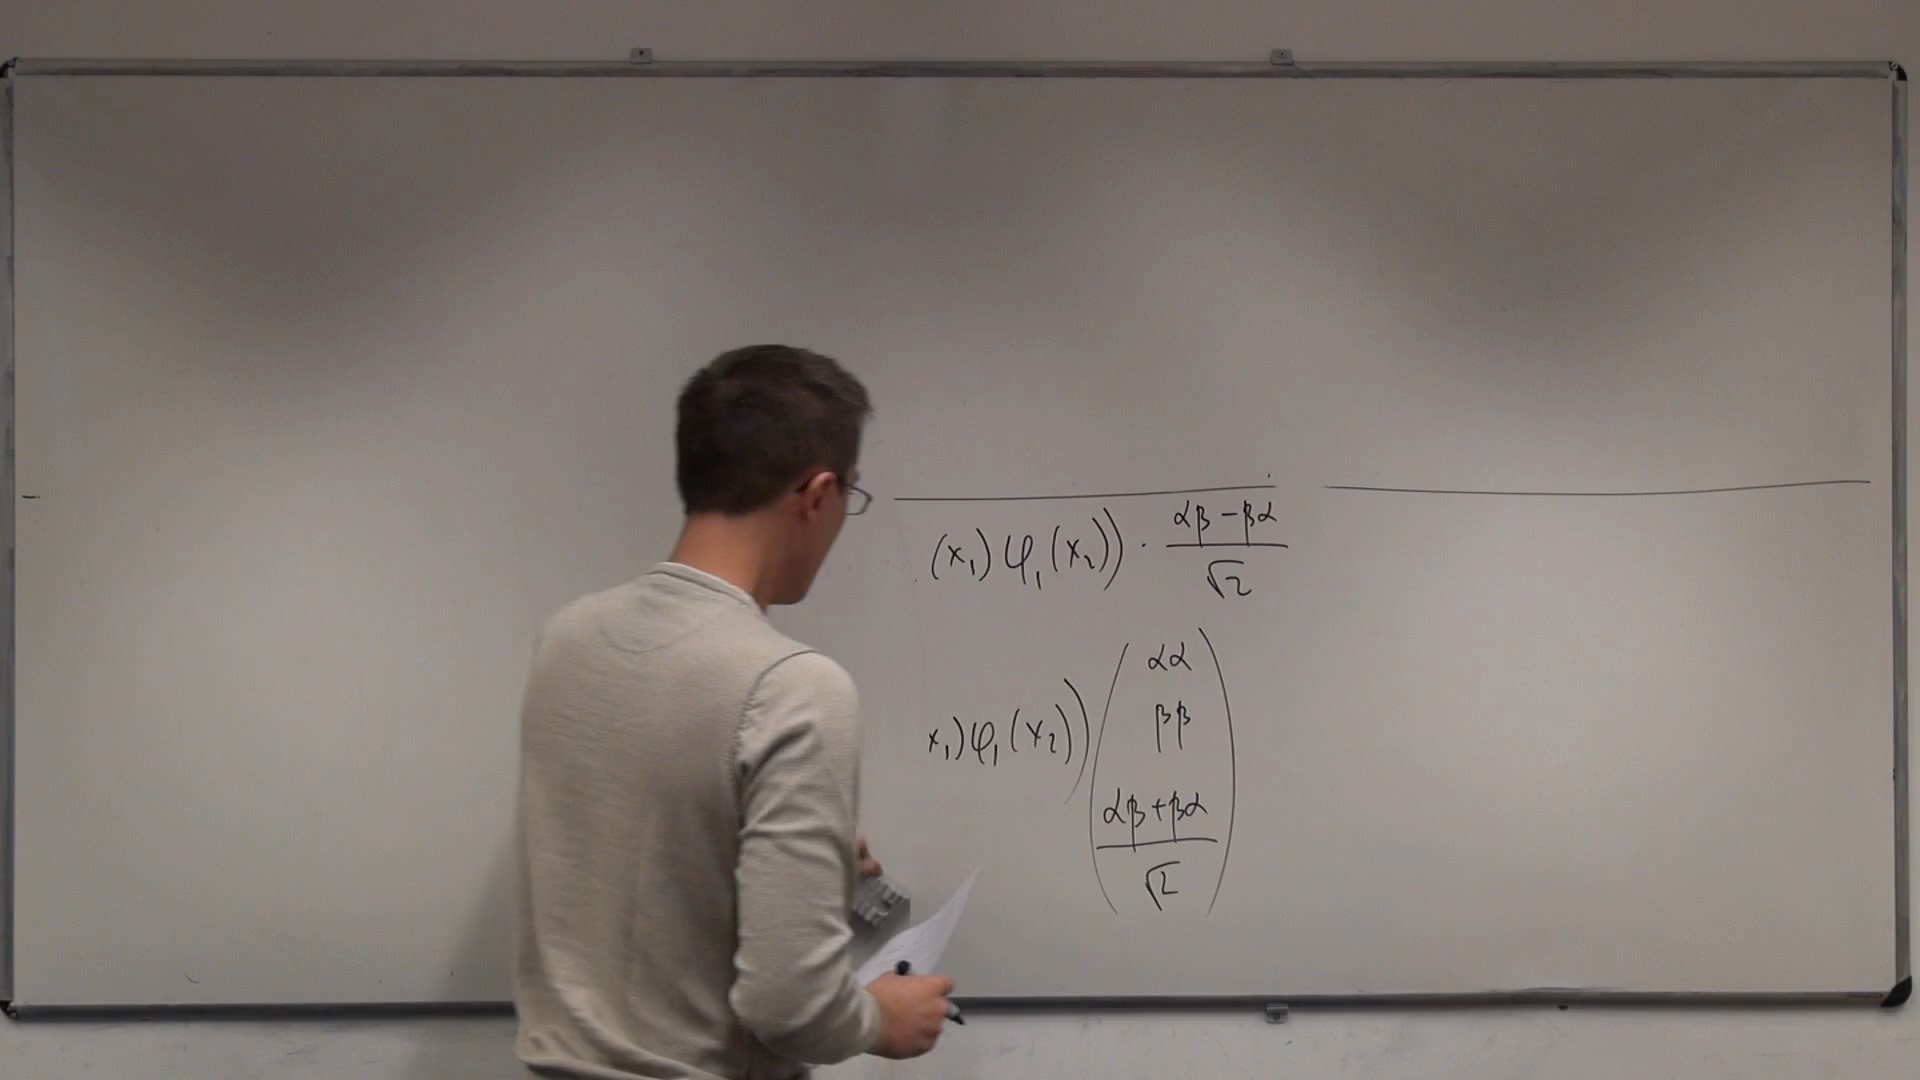 (x₁) φ₁(x₂)) · (αβ − βα)/√2
x₁) φ₁(x₂)) ( αα
ββ
(αβ + βα)/√2 )